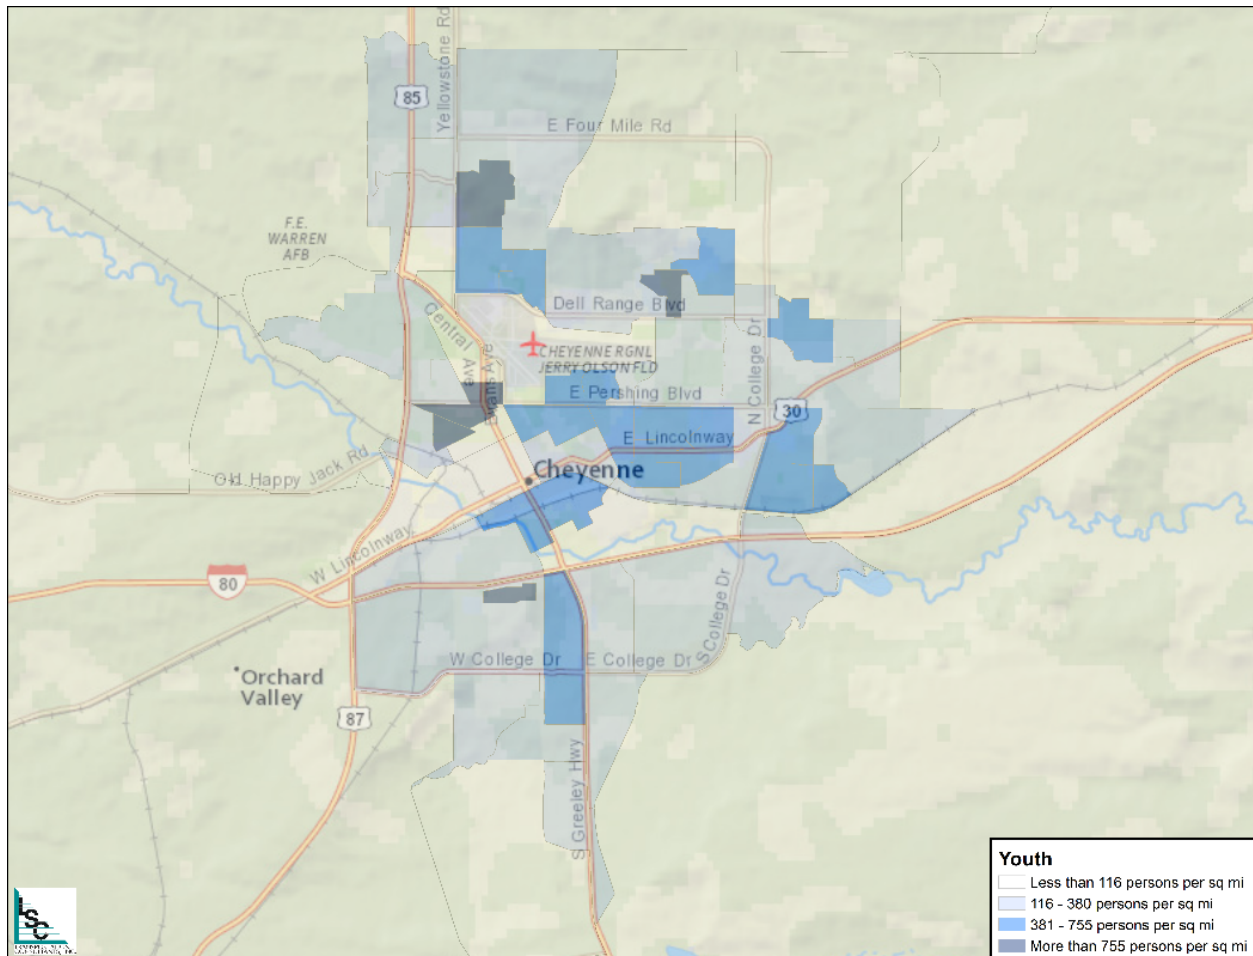 Yellowstone Rd
85
E Four Mile Rd
F.E.
WARREN
AFB
Dell Range Blvd
Central Ave
Evans Ave
CHEYENNE RGNL
JERRY OLSON FLD
N College Dr
E Pershing Blvd
30
E Lincolnway
Cheyenne
Old Happy Jack Rd
W Lincolnway
80
S College Dr
W College Dr
E College Dr
Orchard
Valley
87
S Greeley Hwy
Youth
Less than 116 persons per sq mi
116 - 380 persons per sq mi
381 - 755 persons per sq mi
More than 755 persons per sq mi
LSC